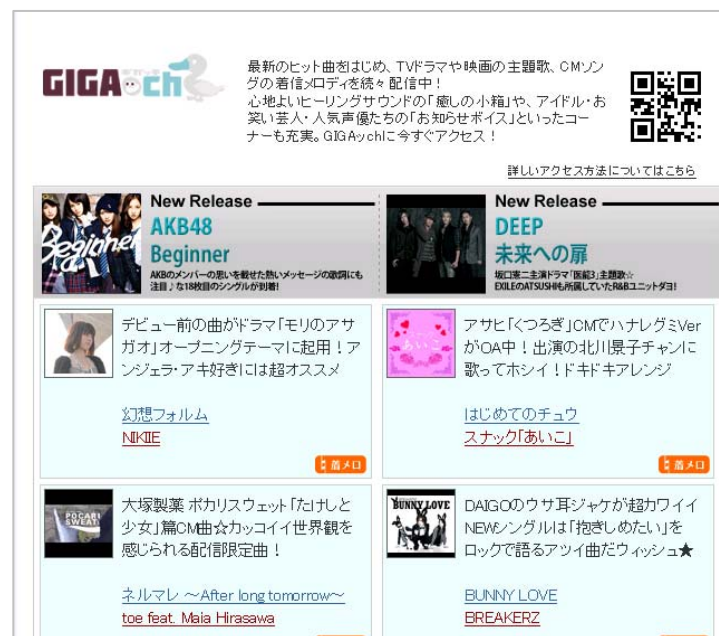 GIGAッch
最新のヒット曲をはじめ、TVドラマや映画の主題歌、CMソン
グの着信メロディを続々配信中!
心地よいヒーリングサウンドの「癒しの小箱」や、アイドル・お
笑い芸人・人気声優たちの「お知らせボイス」といったコー
ナーも充実。GIGAッchに今すぐアクセス!
詳しいアクセス方法についてはこちら
Beginner
New Release
AKB48
Beginner
AKBのメンバーの思いを載せた熱いメッセージの歌詞にも
注目♪な18枚目のシングルが到着!
New Release
DEEP
未来への扉
坂口憲二主演ドラマ「医龍3」主題歌☆
EXILEのATSUSHIも所属していたR&Bユニットダヨ!
デビュー前の曲がドラマ「モリのアサ
ガオ」オープニングテーマに起用!ア
ンジェラ・アキ好きには超オススメ
幻想フォルム
NIKIIE
着メロ
あいこ
アサヒ「くつろぎ」CMでハナレグミVer
がOA中!出演の北川景子チャンに
歌ってホシイ!ドキドキアレンジ
はじめてのチュウ
スナック「あいこ」
着メロ
POCARI
SWEAT
大塚製薬 ポカリスウェット「たけしと
少女」篇CM曲☆カッコイイ世界観を
感じられる配信限定曲!
ネルマレ ~After long tomorrow~
toe feat. Maia Hirasawa
BUNNY LOVE
DAIGOのウサ耳ジャケが超カワイイ
NEWシングルは「抱きしめたい」を
ロックで語るアツイ曲だウィッシュ★
BUNNY LOVE
BREAKERZ